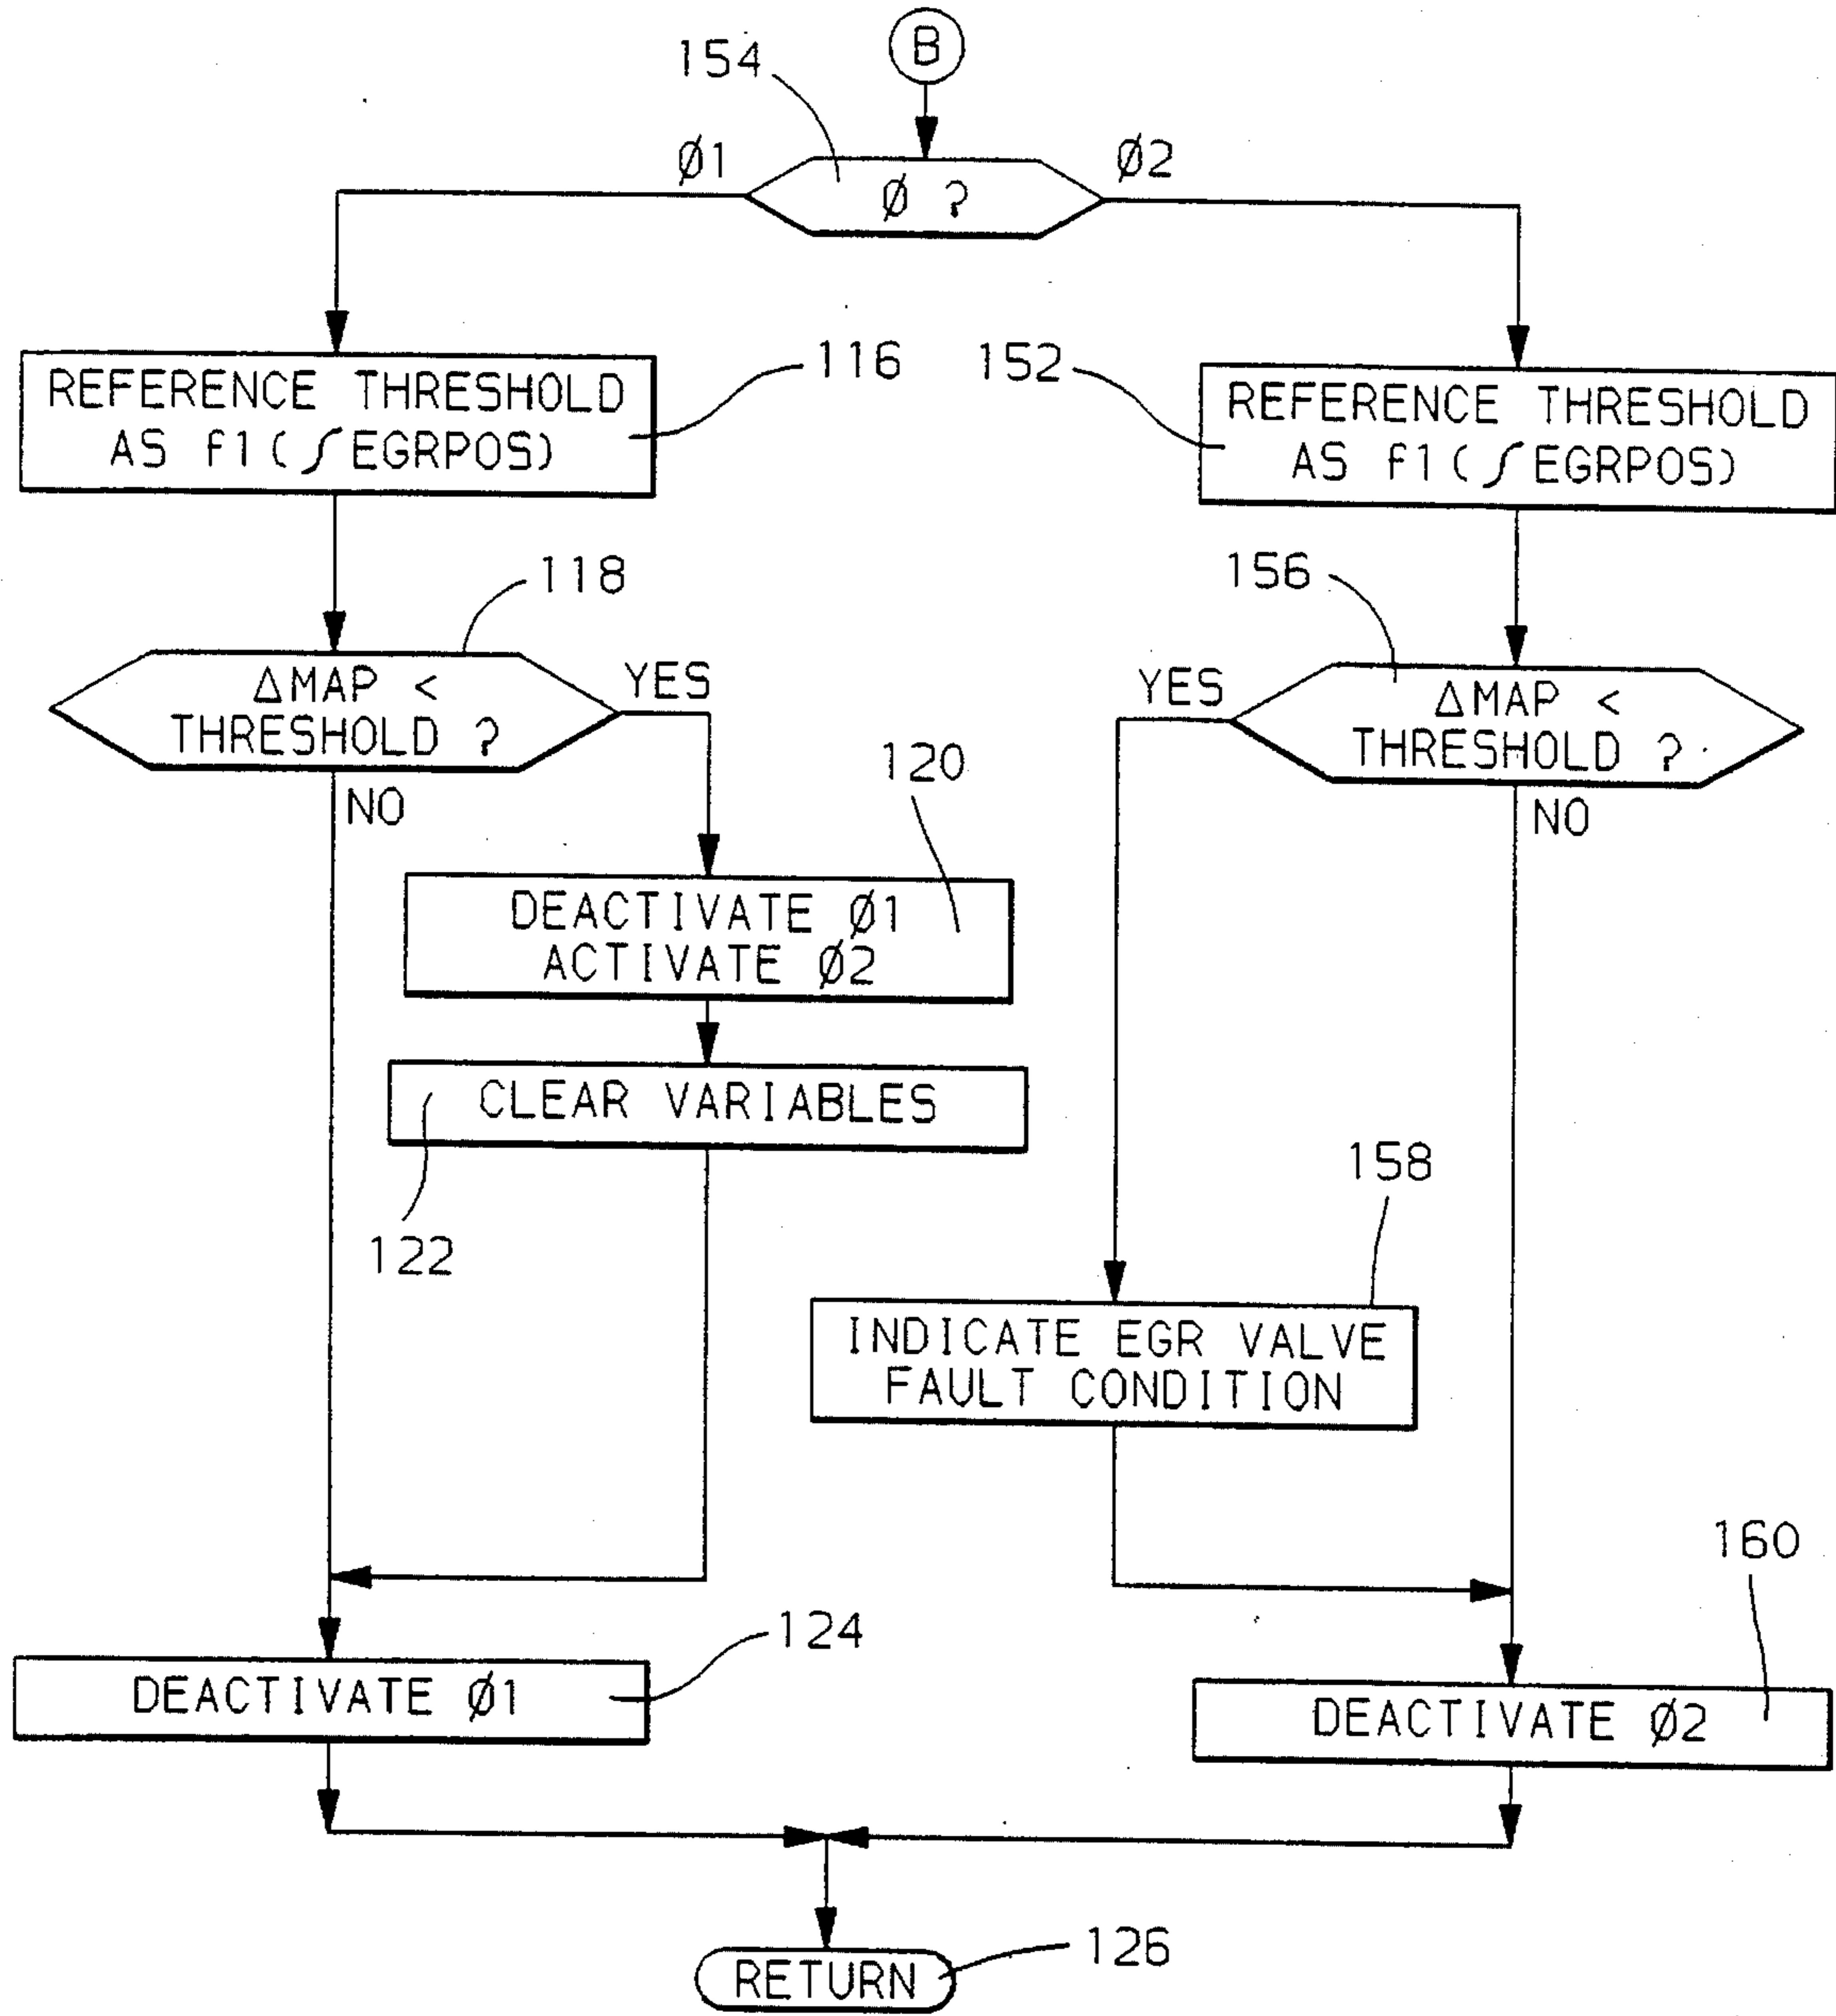 B
154
Ø1
Ø2
Ø ?
REFERENCE THRESHOLD
AS f1(∫EGRPOS)
116
152
REFERENCE THRESHOLD
AS f1(∫EGRPOS)
118
156
ΔMAP <
THRESHOLD ?
YES
NO
YES
ΔMAP <
THRESHOLD ?
NO
120
DEACTIVATE Ø1
ACTIVATE Ø2
CLEAR VARIABLES
122
158
INDICATE EGR VALVE
FAULT CONDITION
160
124
DEACTIVATE Ø1
DEACTIVATE Ø2
126
RETURN